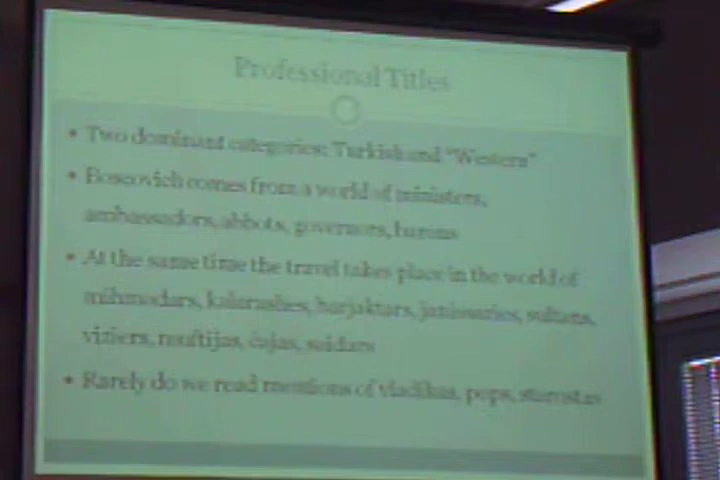 Professional Titles
• Two dominant categories: Turkish and "Western"
• Boscovich comes from a world of ministers,
ambassadors, abbots, governors, barons
• At the same time the travel takes place in the world of
mihmadars, kalarashes, barjaktars, janissaries, sultans,
viziers, muftijas,
• Rarely do we read mentions of vladikas, pops, starostas